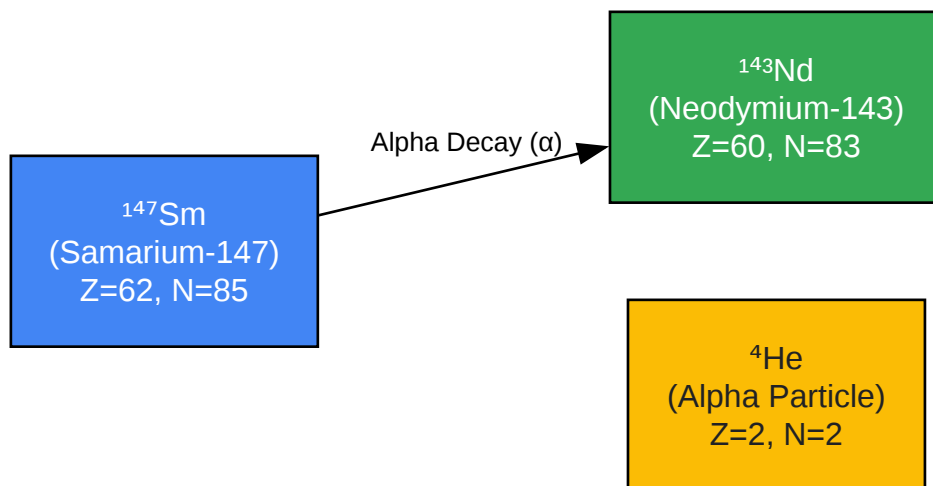 ¹⁴³Nd
(Neodymium-143)
Z=60, N=83
Alpha Decay (α)
¹⁴⁷Sm
(Samarium-147)
Z=62, N=85
⁴He
(Alpha Particle)
Z=2, N=2